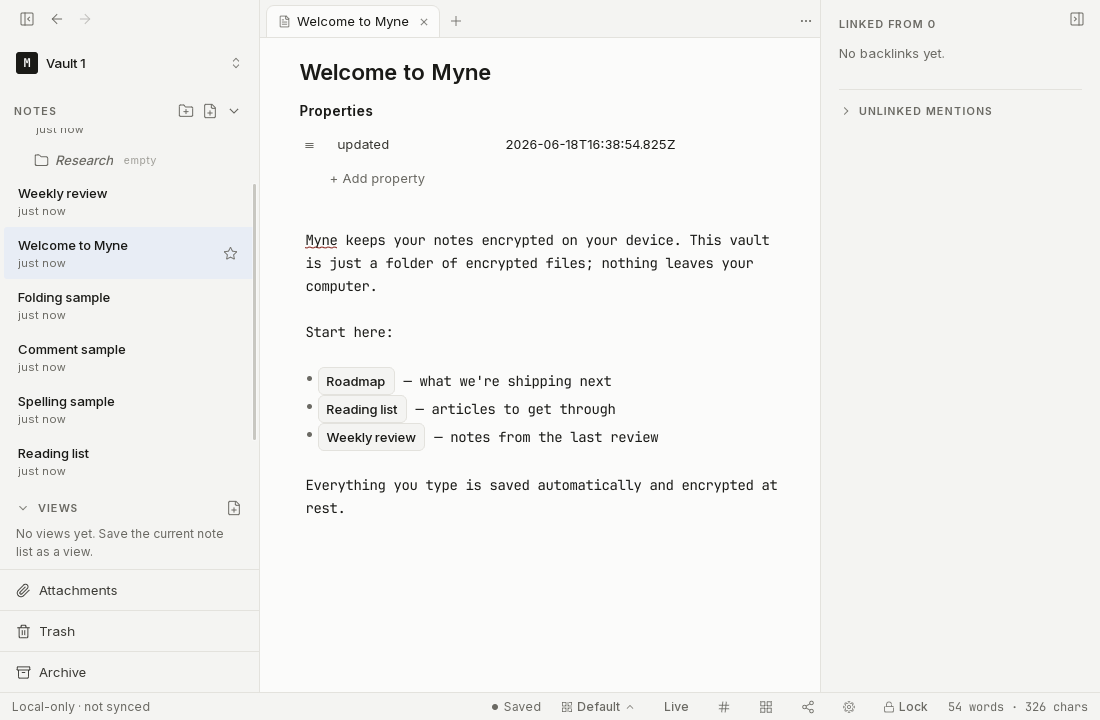 M Vault 1
NOTES
just now
Research empty
Weekly review
just now
Welcome to Myne
just now
Folding sample
just now
Comment sample
just now
Spelling sample
just now
Reading list
just now
VIEWS
No views yet. Save the current note
list as a view.
Attachments
Trash
Archive
Welcome to Myne
Welcome to Myne
Properties
updated 2026-06-18T16:38:54.825Z
+ Add property
Myne keeps your notes encrypted on your device. This vault
is just a folder of encrypted files; nothing leaves your
computer.
Start here:
• Roadmap — what we're shipping next
• Reading list — articles to get through
• Weekly review — notes from the last review
Everything you type is saved automatically and encrypted at
rest.
LINKED FROM 0
No backlinks yet.
UNLINKED MENTIONS
Local-only · not synced
Saved Default Live Lock 54 words · 326 chars